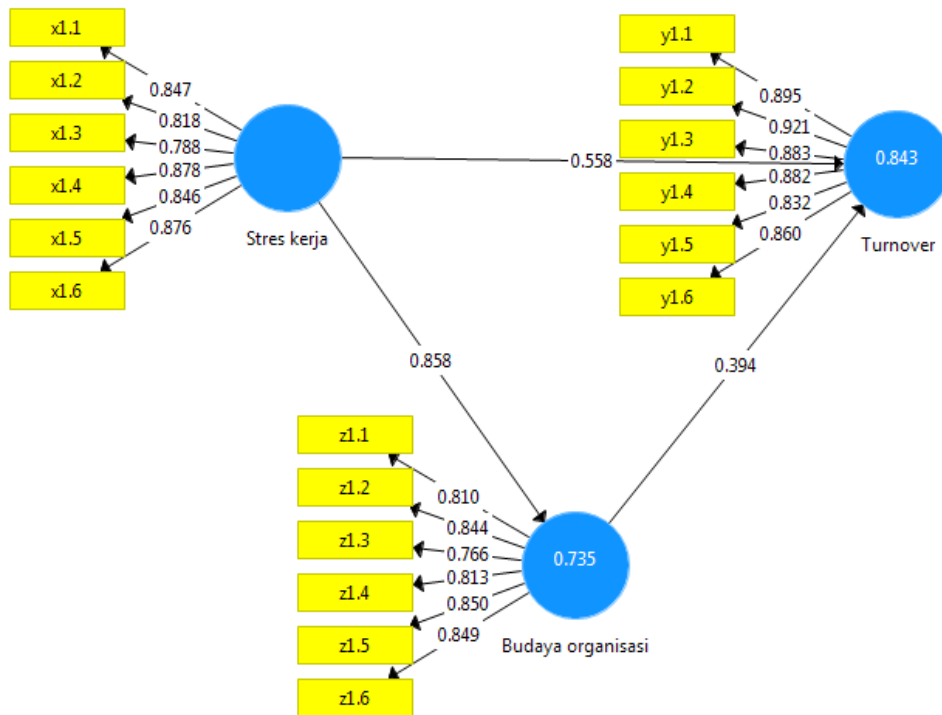 x1.1
x1.2
x1.3
x1.4
x1.5
x1.6
0.847
0.818
0.788
0.878
0.846
0.876
Stres kerja
y1.1
y1.2
y1.3
y1.4
y1.5
y1.6
0.895
0.921
0.883
0.882
0.832
0.860
0.843
Turnover
0.558
0.858
0.394
z1.1
z1.2
z1.3
z1.4
z1.5
z1.6
0.810
0.844
0.766
0.813
0.850
0.849
0.735
Budaya organisasi